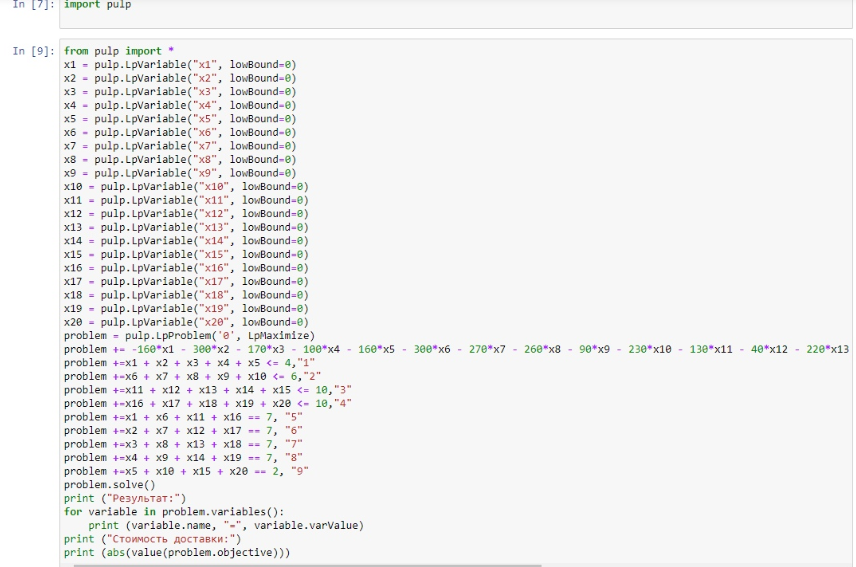 In [7]: import pulp
In [9]: from pulp import *
x1 = pulp.LpVariable("x1", lowBound=0)
x2 = pulp.LpVariable("x2", lowBound=0)
x3 = pulp.LpVariable("x3", lowBound=0)
x4 = pulp.LpVariable("x4", lowBound=0)
x5 = pulp.LpVariable("x5", lowBound=0)
x6 = pulp.LpVariable("x6", lowBound=0)
x7 = pulp.LpVariable("x7", lowBound=0)
x8 = pulp.LpVariable("x8", lowBound=0)
x9 = pulp.LpVariable("x9", lowBound=0)
x10 = pulp.LpVariable("x10", lowBound=0)
x11 = pulp.LpVariable("x11", lowBound=0)
x12 = pulp.LpVariable("x12", lowBound=0)
x13 = pulp.LpVariable("x13", lowBound=0)
x14 = pulp.LpVariable("x14", lowBound=0)
x15 = pulp.LpVariable("x15", lowBound=0)
x16 = pulp.LpVariable("x16", lowBound=0)
x17 = pulp.LpVariable("x17", lowBound=0)
x18 = pulp.LpVariable("x18", lowBound=0)
x19 = pulp.LpVariable("x19", lowBound=0)
x20 = pulp.LpVariable("x20", lowBound=0)
problem = pulp.LpProblem('0', LpMaximize)
problem += -160*x1 - 300*x2 - 170*x3 - 100*x4 - 160*x5 - 300*x6 - 270*x7 - 260*x8 - 90*x9 - 230*x10 - 130*x11 - 40*x12 - 220*x13
problem +=x1 + x2 + x3 + x4 + x5 <= 4,"1"
problem +=x6 + x7 + x8 + x9 + x10 <= 6,"2"
problem +=x11 + x12 + x13 + x14 + x15 <= 10,"3"
problem +=x16 + x17 + x18 + x19 + x20 <= 10,"4"
problem +=x1 + x6 + x11 + x16 == 7, "5"
problem +=x2 + x7 + x12 + x17 == 7, "6"
problem +=x3 + x8 + x13 + x18 == 7, "7"
problem +=x4 + x9 + x14 + x19 == 7, "8"
problem +=x5 + x10 + x15 + x20 == 2, "9"
problem.solve()
print ("Результат:")
for variable in problem.variables():
    print (variable.name, "=", variable.varValue)
print ("Стоимость доставки:")
print (abs(value(problem.objective)))